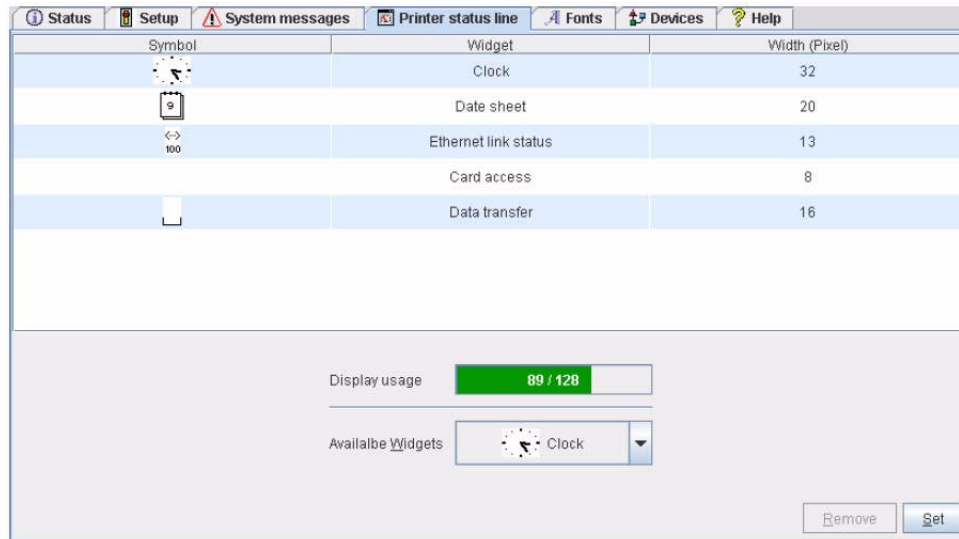 Status Setup System messages Printer status line Fonts Devices Help
Symbol Widget Width (Pixel)
Clock 32
9 Date sheet 20
<-> 100 Ethernet link status 13
Card access 8
Data transfer 16
Display usage 89 / 128
Availalbe Widgets Clock
Remove Set